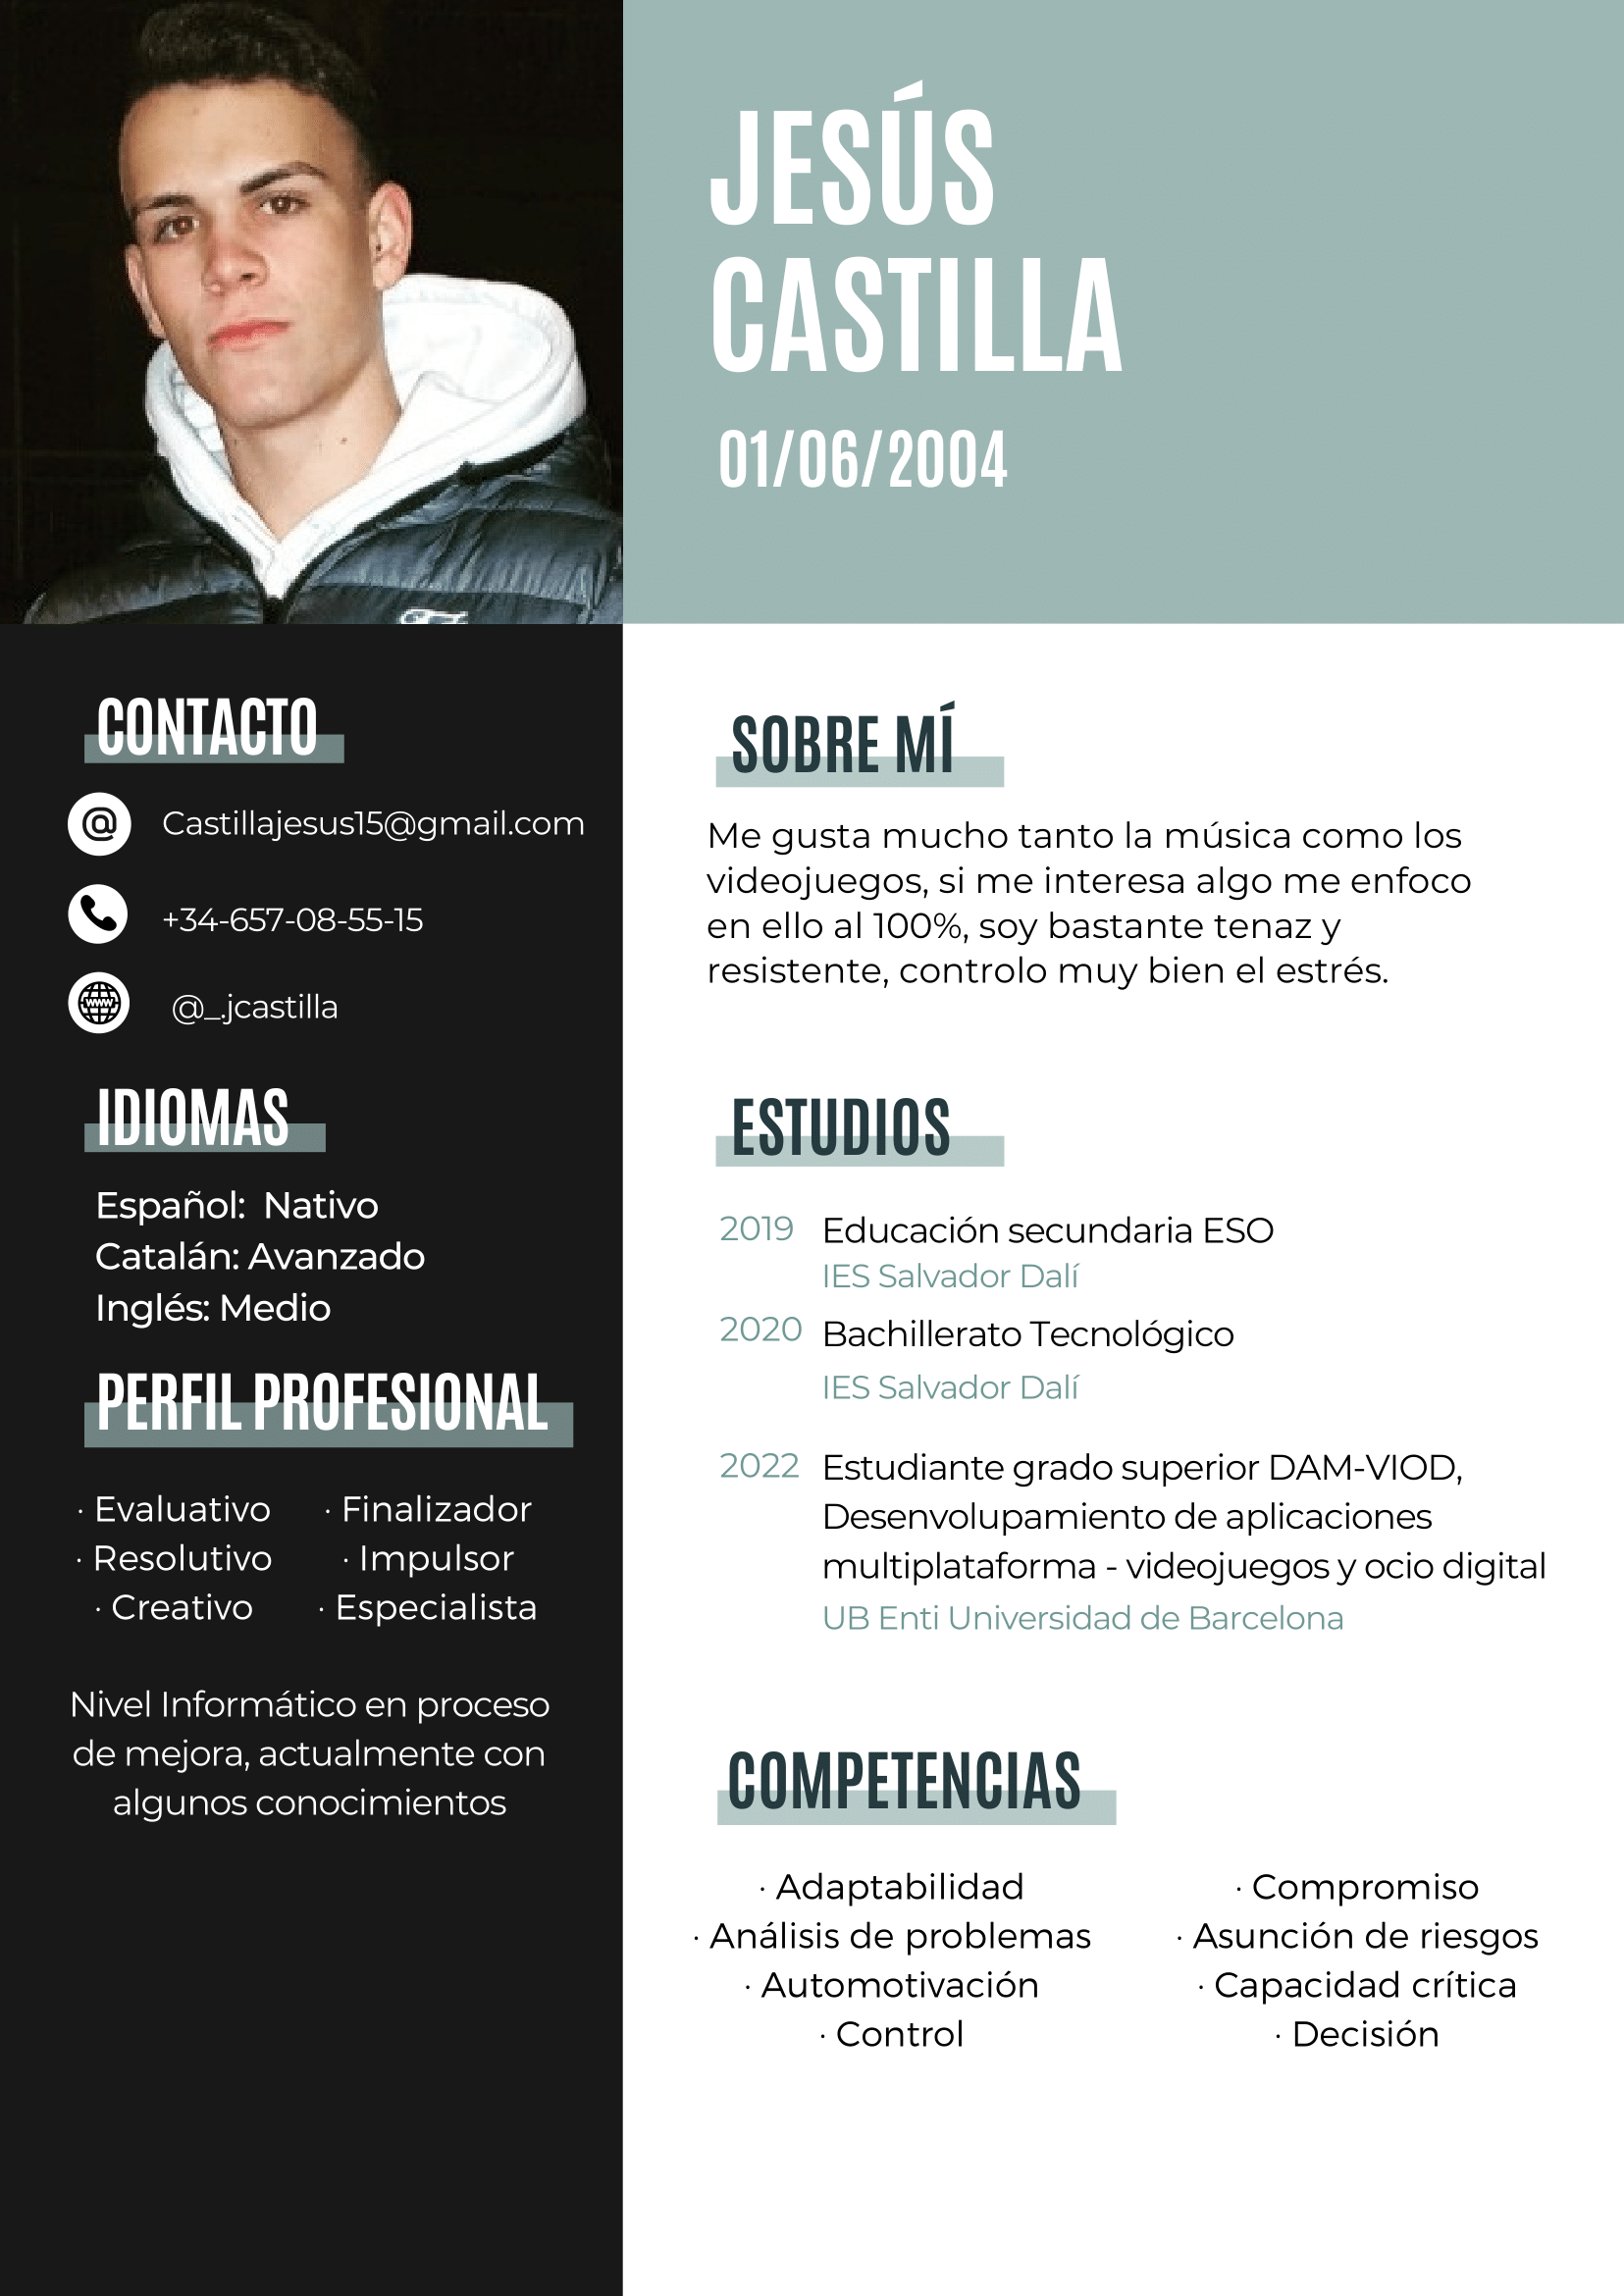 JESÚS
CASTILLA
01/06/2004
CONTACTO
Castillajesus15@gmail.com
+34-657-08-55-15
www
@_.jcastilla
IDIOMAS
Español:  Nativo
Catalán: Avanzado
Inglés: Medio
PERFIL PROFESIONAL
· Evaluativo
· Resolutivo
· Creativo
· Finalizador
· Impulsor
· Especialista
Nivel Informático en proceso
de mejora, actualmente con
algunos conocimientos
SOBRE MÍ
Me gusta mucho tanto la música como los
videojuegos, si me interesa algo me enfoco
en ello al 100%, soy bastante tenaz y
resistente, controlo muy bien el estrés.
ESTUDIOS
2019 Educación secundaria ESO
IES Salvador Dalí
2020 Bachillerato Tecnológico
IES Salvador Dalí
2022 Estudiante grado superior DAM-VIOD,
Desenvolupamiento de aplicaciones
multiplataforma - videojuegos y ocio digital
UB Enti Universidad de Barcelona
COMPETENCIAS
· Adaptabilidad
· Análisis de problemas
· Automotivación
· Control
· Compromiso
· Asunción de riesgos
· Capacidad crítica
· Decisión